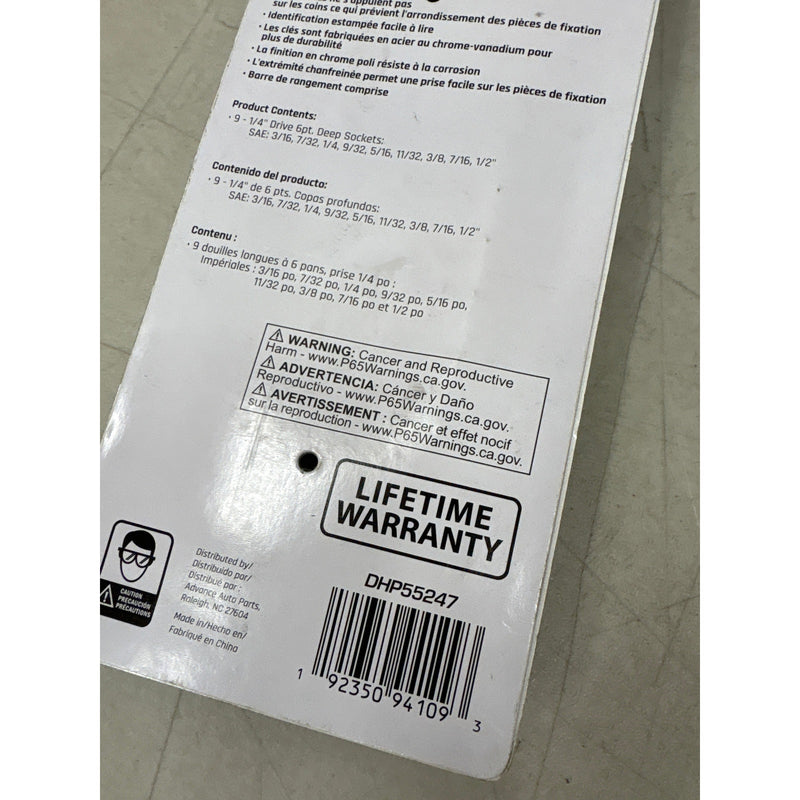 s'appuient pas
sur les coins ce qui prévient l'arrondissement des pièces de fixation
• Identification estampée facile à lire
• Les clés sont fabriquées en acier au chrome-vanadium pour
plus de durabilité
• La finition en chrome poli résiste à la corrosion
• L'extrémité chanfreinée permet une prise facile sur les pièces de fixation
• Barre de rangement comprise
Product Contents:
• 9 - 1/4" Drive 6pt. Deep Sockets:
SAE: 3/16, 7/32, 1/4, 9/32, 5/16, 11/32, 3/8, 7/16, 1/2"
Contenido del producto:
• 9 - 1/4" de 6 pts. Copas profundas:
SAE: 3/16, 7/32, 1/4, 9/32, 5/16, 11/32, 3/8, 7/16, 1/2"
Contenu :
• 9 douilles longues à 6 pans, prise 1/4 po :
Impériales : 3/16 po, 7/32 po, 1/4 po, 9/32 po, 5/16 po,
11/32 po, 3/8 po, 7/16 po et 1/2 po
⚠ WARNING: Cancer and Reproductive
Harm - www.P65Warnings.ca.gov.
⚠ ADVERTENCIA: Cáncer y Daño
Reproductivo - www.P65Warnings.ca.gov.
⚠ AVERTISSEMENT : Cancer et effet nocif
sur la reproduction - www.P65Warnings.ca.gov.
LIFETIME
WARRANTY
CAUTION
PRECAUCIÓN
PRÉCAUTIONS
Distributed by/
Distribuido por/
Distribué par :
Advance Auto Parts,
Raleigh, NC 27604
Made in/Hecho en/
Fabriqué en China
DHP55247
1 92350 94109 3